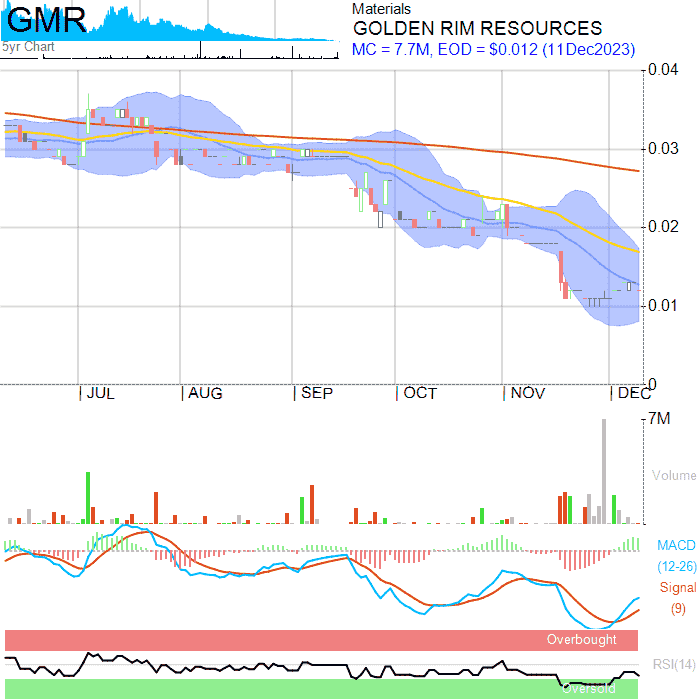 GMR
5yr Chart
Materials
GOLDEN RIM RESOURCES
MC = 7.7M, EOD = $0.012 (11Dec2023)
0.04
0.03
0.02
0.01
0
JUL AUG SEP OCT NOV DEC
7M
Volume
MACD
(12-26)
Signal
(9)
Overbought
RSI(14)
Oversold